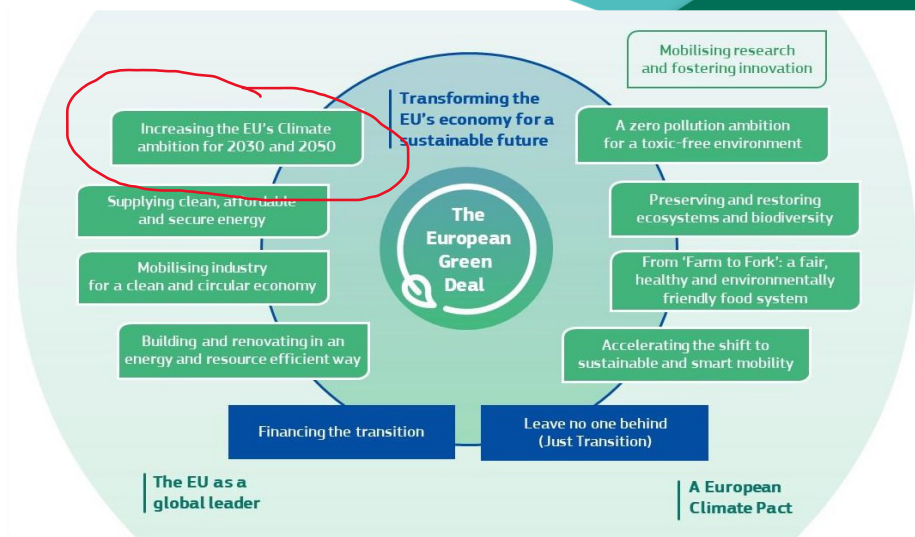 Mobilising research
and fostering innovation
Transforming the
EU's economy for a
sustainable future
Increasing the EU's Climate
ambition for 2030 and 2050
A zero pollution ambition
for a toxic-free environment
Supplying clean, affordable
and secure energy
The
European
Green
Deal
Preserving and restoring
ecosystems and biodiversity
Mobilising industry
for a clean and circular economy
From 'Farm to Fork': a fair,
healthy and environmentally
friendly food system
Building and renovating in an
energy and resource efficient way
Accelerating the shift to
sustainable and smart mobility
Financing the transition
Leave no one behind
(Just Transition)
The EU as a
global leader
A European
Climate Pact